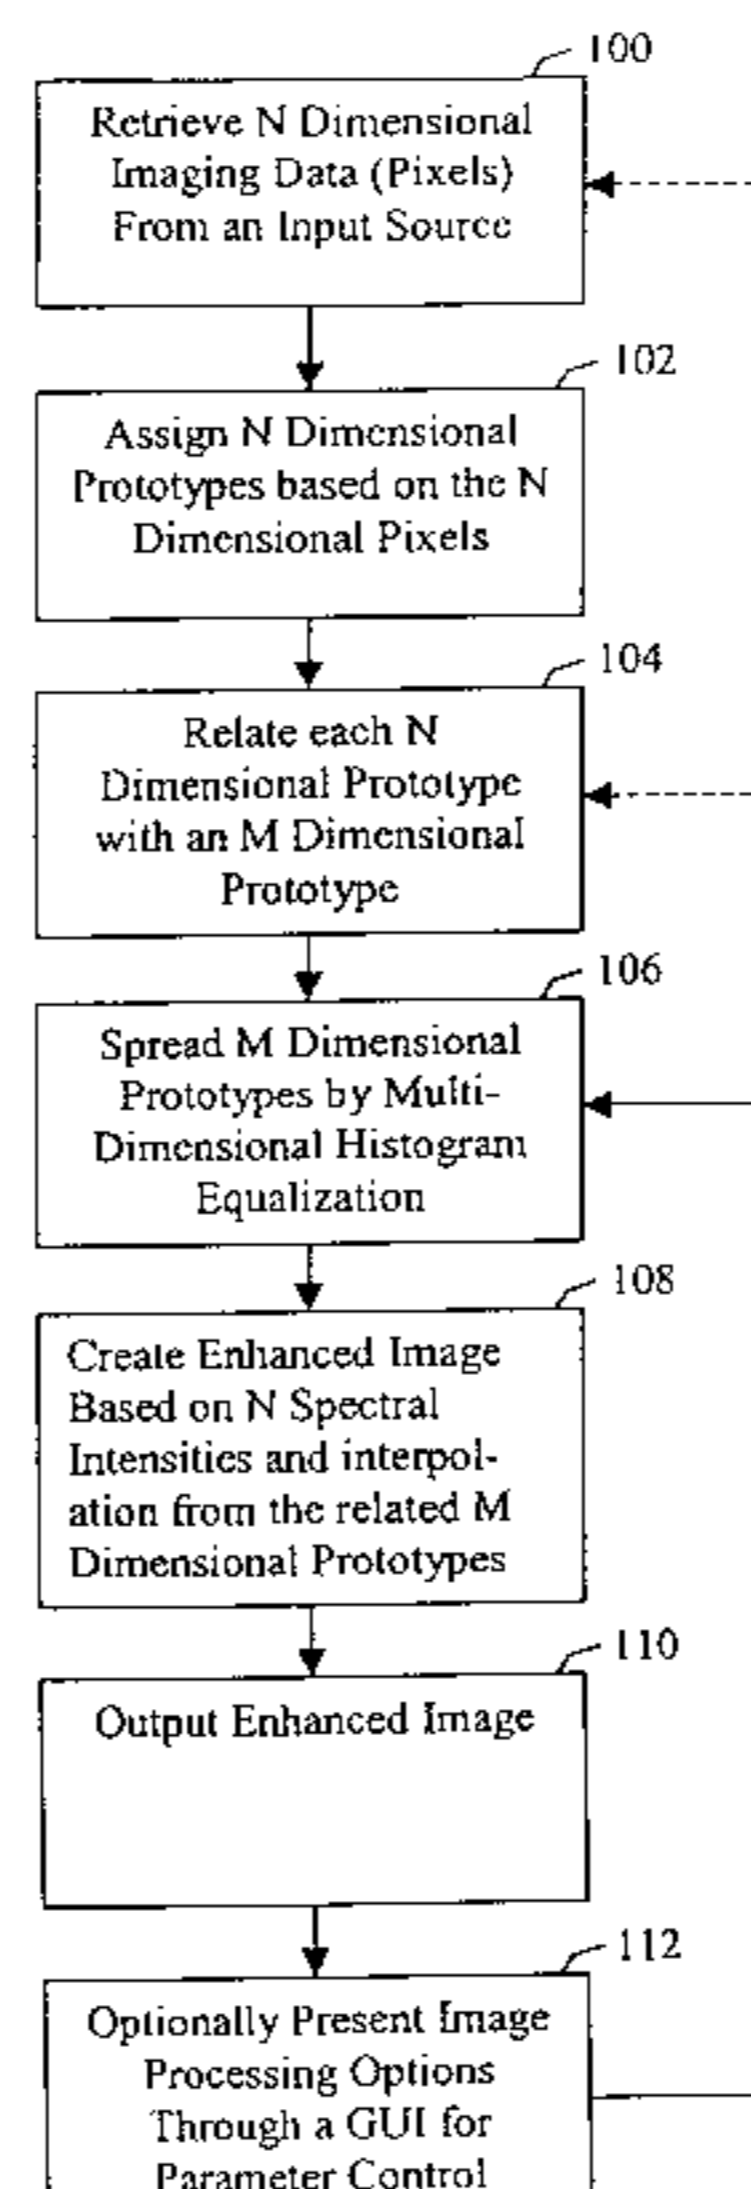 100
Retrieve N Dimensional
Imaging Data (Pixels)
From an Input Source
102
Assign N Dimensional
Prototypes based on the N
Dimensional Pixels
104
Relate each N
Dimensional Prototype
with an M Dimensional
Prototype
106
Spread M Dimensional
Prototypes by Multi-
Dimensional Histogram
Equalization
108
Create Enhanced Image
Based on N Spectral
Intensities and interpol-
ation from the related M
Dimensional Prototypes
110
Output Enhanced Image
112
Optionally Present Image
Processing Options
Through a GUI for
Parameter Control